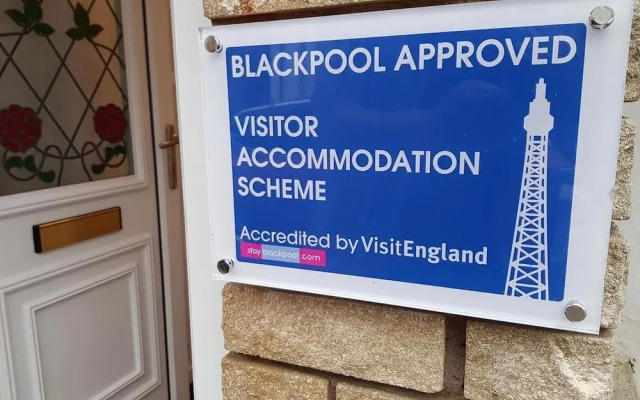 BLACKPOOL APPROVED
VISITOR
ACCOMMODATION
SCHEME
Accredited by VisitEngland
stayblackpool.com